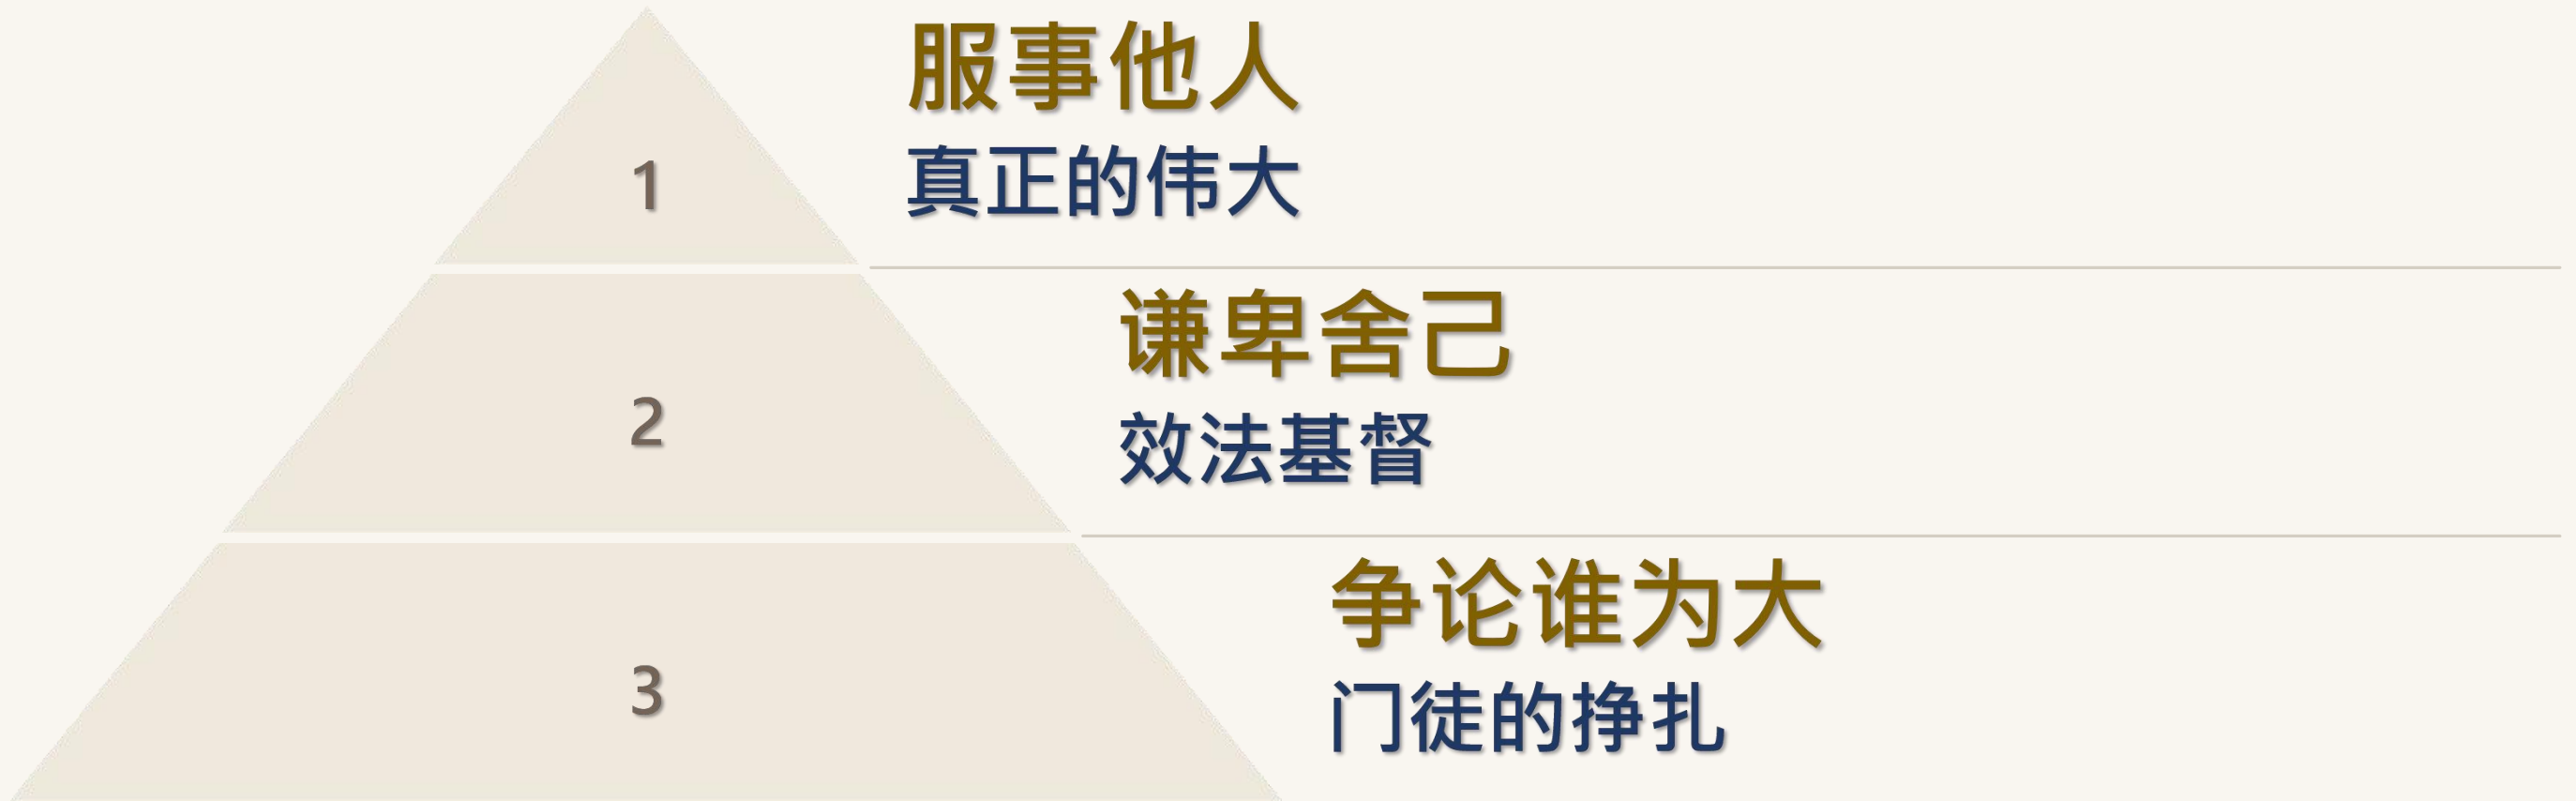 1
服事他人
真正的伟大
2
谦卑舍己
效法基督
3
争论谁为大
门徒的挣扎